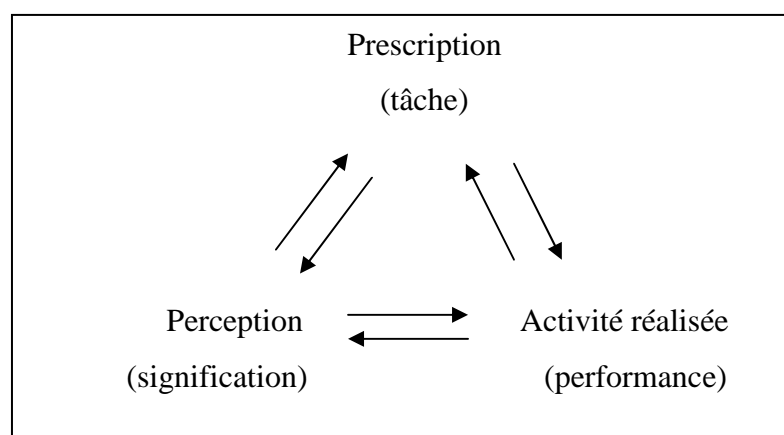 Prescription
(tâche)
Perception
(signification)
Activité réalisée
(performance)